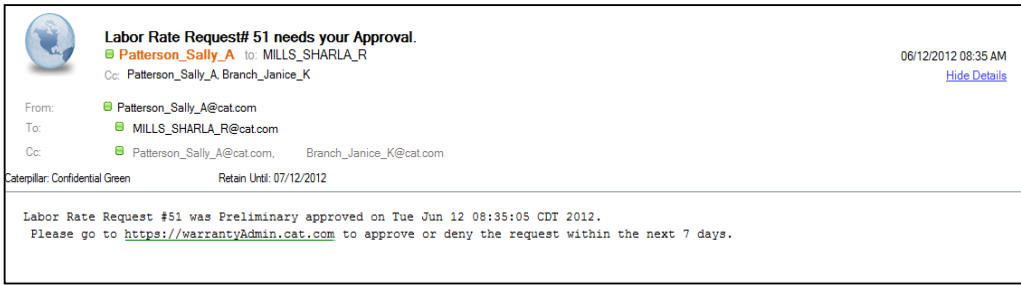 Labor Rate Request# 51 needs your Approval.
Patterson_Sally_A to: MILLS_SHARLA_R 06/12/2012 08:35 AM
Cc: Patterson_Sally_A, Branch_Janice_K Hide Details
From: Patterson_Sally_A@cat.com
To: MILLS_SHARLA_R@cat.com
Cc: Patterson_Sally_A@cat.com, Branch_Janice_K@cat.com
Caterpillar: Confidential Green Retain Until: 07/12/2012
Labor Rate Request #51 was Preliminary approved on Tue Jun 12 08:35:05 CDT 2012.
Please go to https://warrantyAdmin.cat.com to approve or deny the request within the next 7 days.